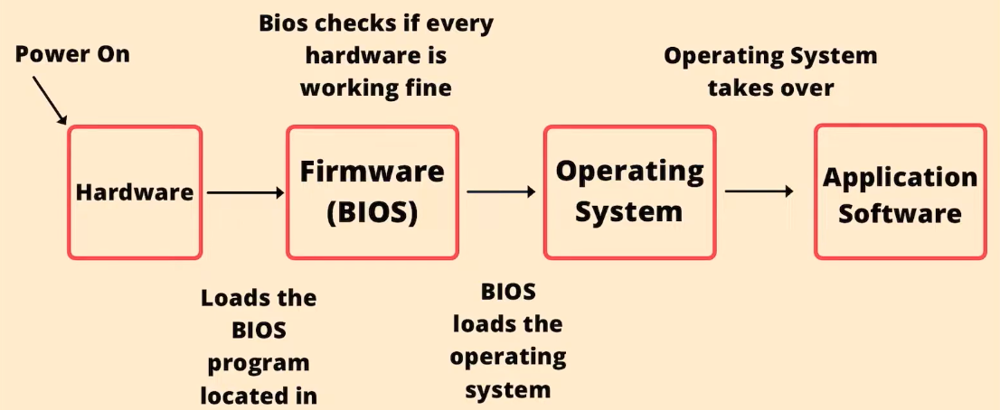 Bios checks if every
hardware is
working fine
Power On
Operating System
takes over
Hardware
Firmware
(BIOS)
Operating
System
Application
Software
Loads the
BIOS
program
located in
BIOS
loads the
operating
system